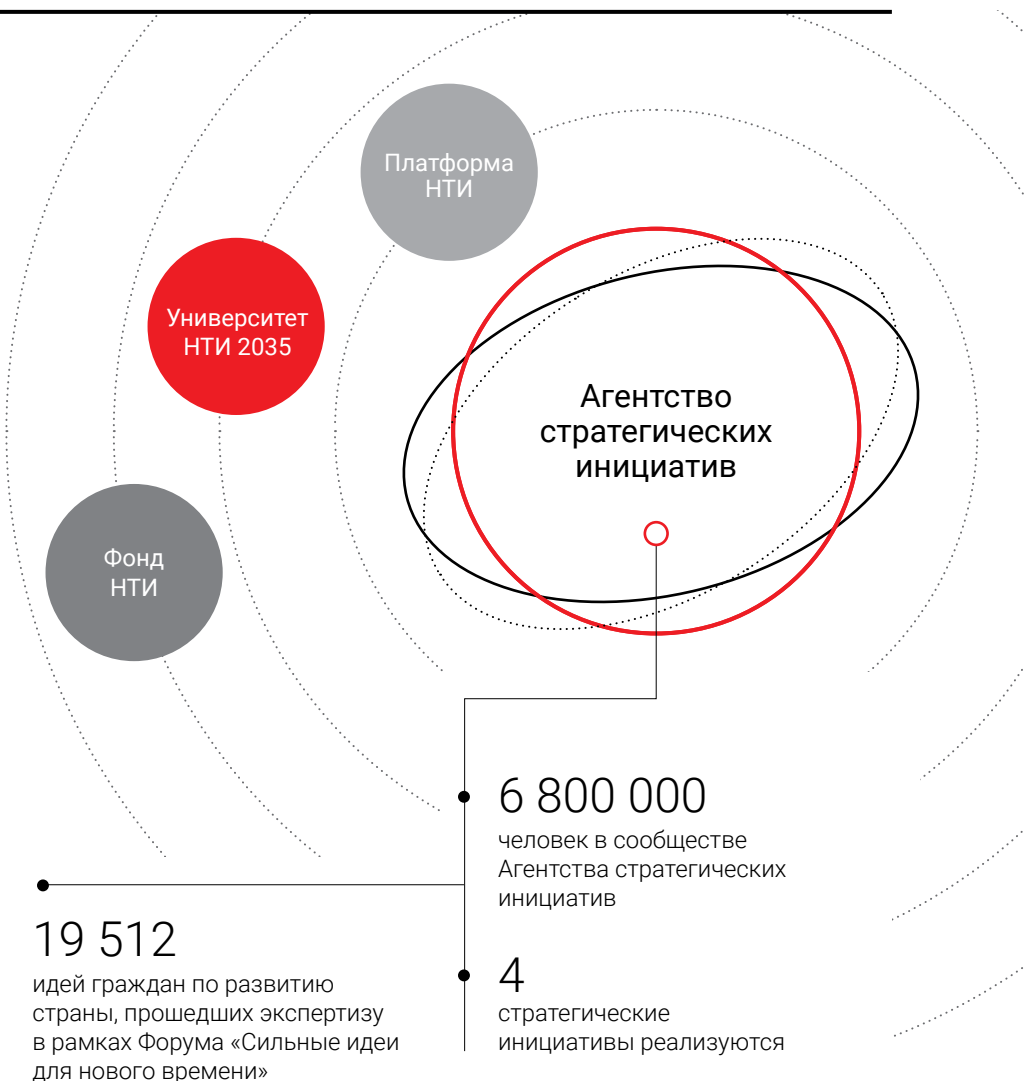 Платформа
НТИ
Университет
НТИ 2035
Агентство
стратегических
инициатив
Фонд
НТИ
6 800 000
человек в сообществе
Агентства стратегических
инициатив
19 512
идей граждан по развитию
страны, прошедших экспертизу
в рамках Форума «Сильные идеи
для нового времени»
4
стратегические
инициативы реализуются